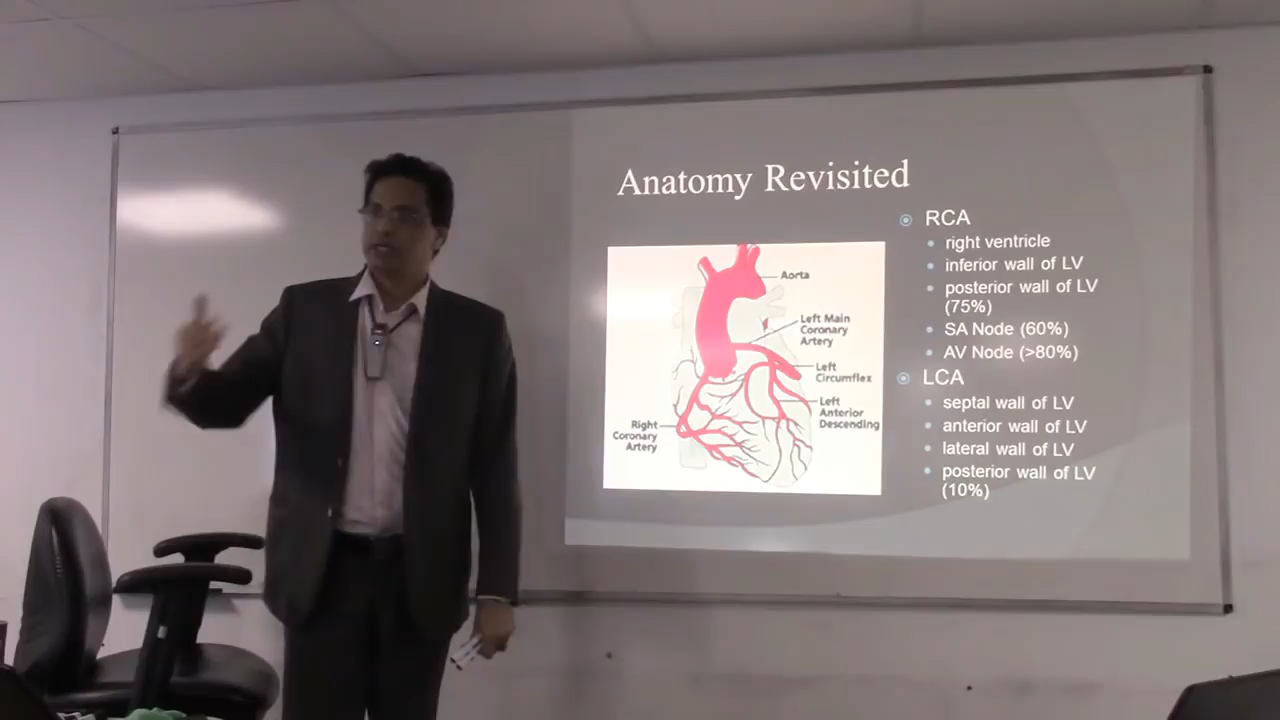 Anatomy Revisited
Aorta
Left Main
Coronary
Artery
Left
Circumflex
Left
Anterior
Descending
Right
Coronary
Artery
RCA
right ventricle
inferior wall of LV
posterior wall of LV
(75%)
SA Node (60%)
AV Node (>80%)
LCA
septal wall of LV
anterior wall of LV
lateral wall of LV
posterior wall of LV
(10%)